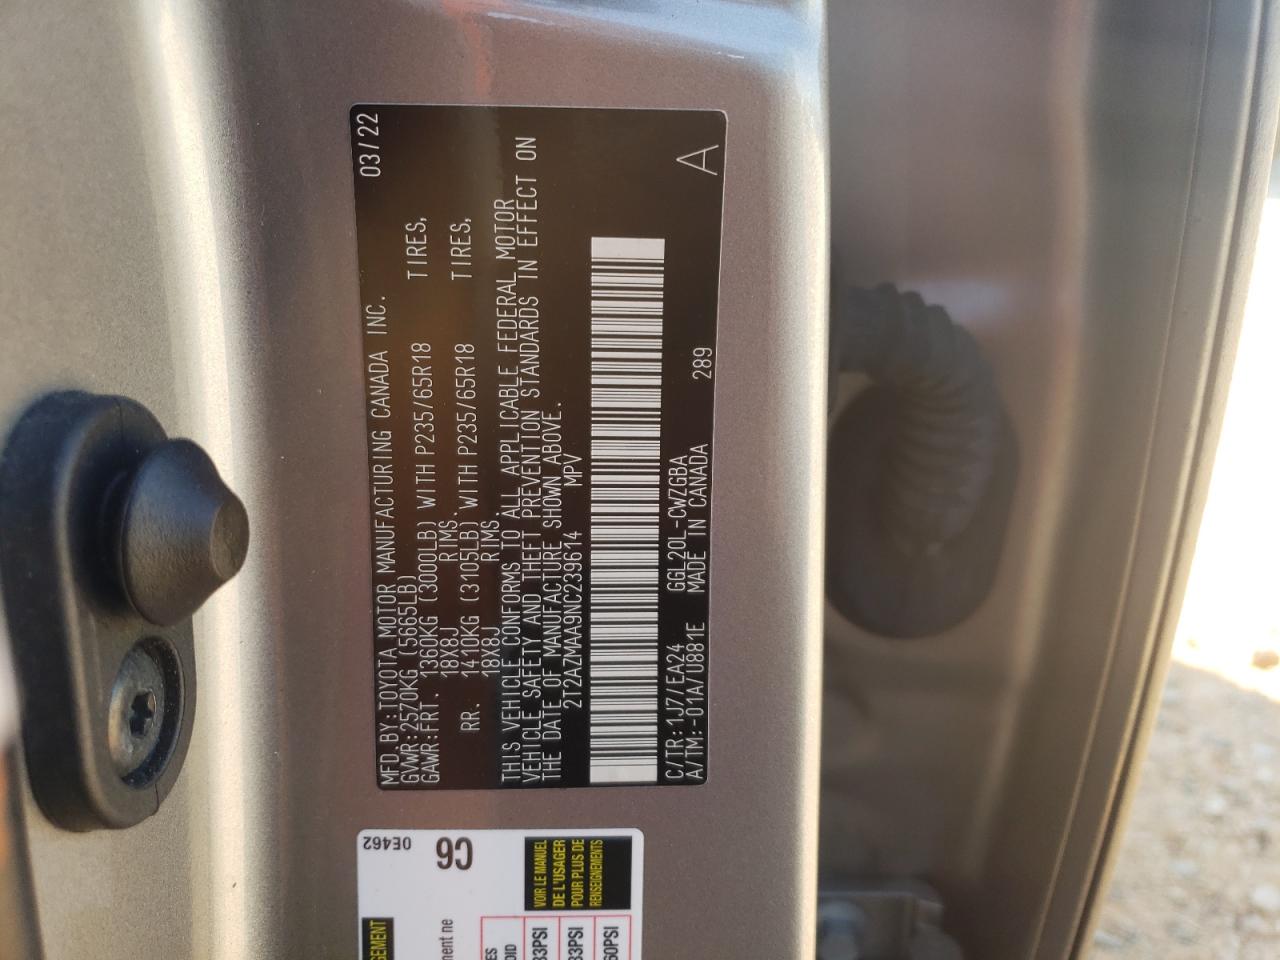 MFD.BY:TOYOTA MOTOR MANUFACTURING CANADA INC. 03/22
GVWR:2570KG (5665LB)
GAWR:FRT. 1360KG (3000LB) WITH P235/65R18 TIRES,
18X8J RIMS.
RR. 1410KG (3105LB) WITH P235/65R18 TIRES,
18X8J RIMS.
THIS VEHICLE CONFORMS TO ALL APPLICABLE FEDERAL MOTOR
VEHICLE SAFETY AND THEFT PREVENTION STANDARDS IN EFFECT ON
THE DATE OF MANUFACTURE SHOWN ABOVE.
2T2AZMAA9NC239614 MPV
C/TR:1J7/EA24 GGL20L-CWZGBA
A/TM:-01A/U881E MADE IN CANADA 289
A
0E462
C6
VOIR LE MANUEL
DE L'USAGER
POUR PLUS DE
RENSEIGNEMENTS
33PSI
33PSI
60PSI